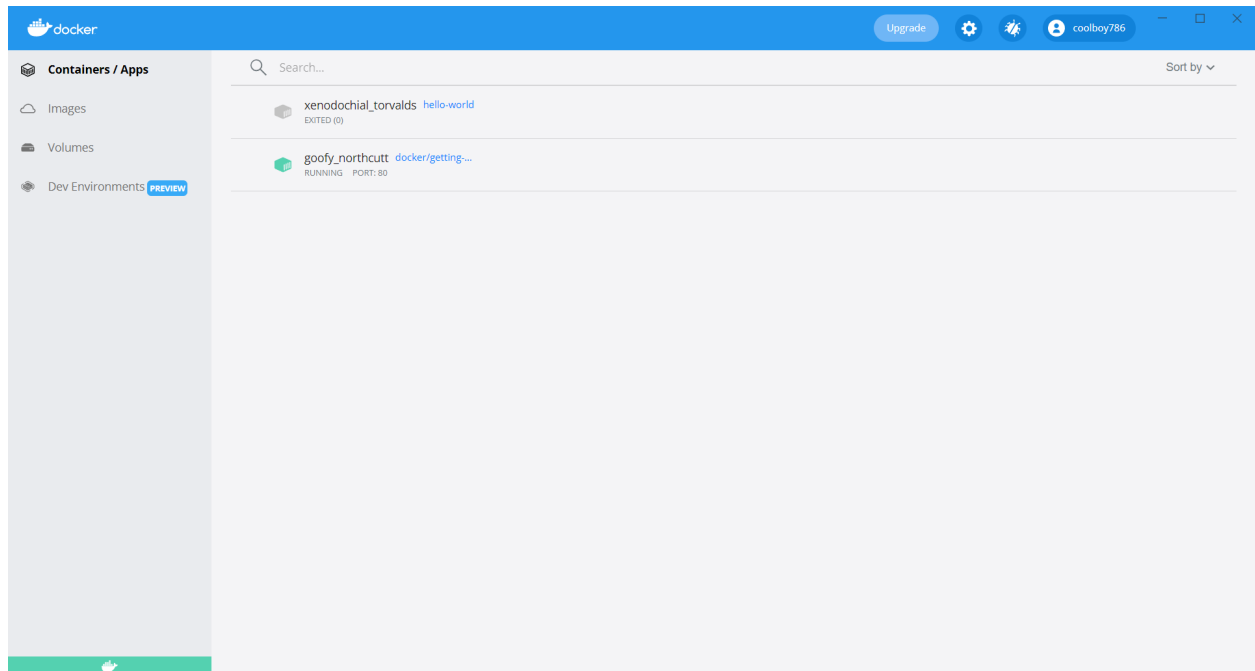 docker
Upgrade
coolboy786
Containers / Apps
Images
Volumes
Dev Environments PREVIEW
Search...
Sort by
xenodochial_torvalds hello-world
EXITED (0)
goofy_northcutt docker/getting-...
RUNNING PORT: 80